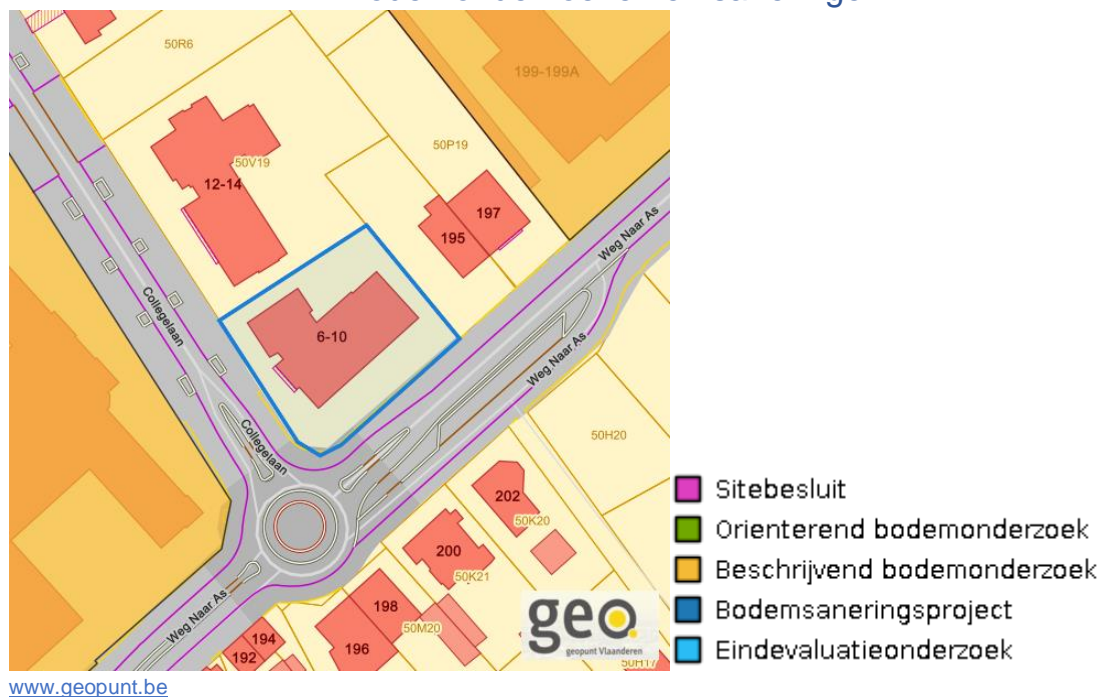 50R6
199-199A
50P19
50V19
12-14
197
195
Weg Naar As
Collegelaan
6-10
Weg Naar As
Collegelaan
50H20
202
50K20
200
50K21
Weg Naar As
198
50M20
196
194
192
geo
geopunt Vlaanderen
50H17
Sitebesluit
Orienterend bodemonderzoek
Beschrijvend bodemonderzoek
Bodemsaneringsproject
Eindevaluatieonderzoek
www.geopunt.be